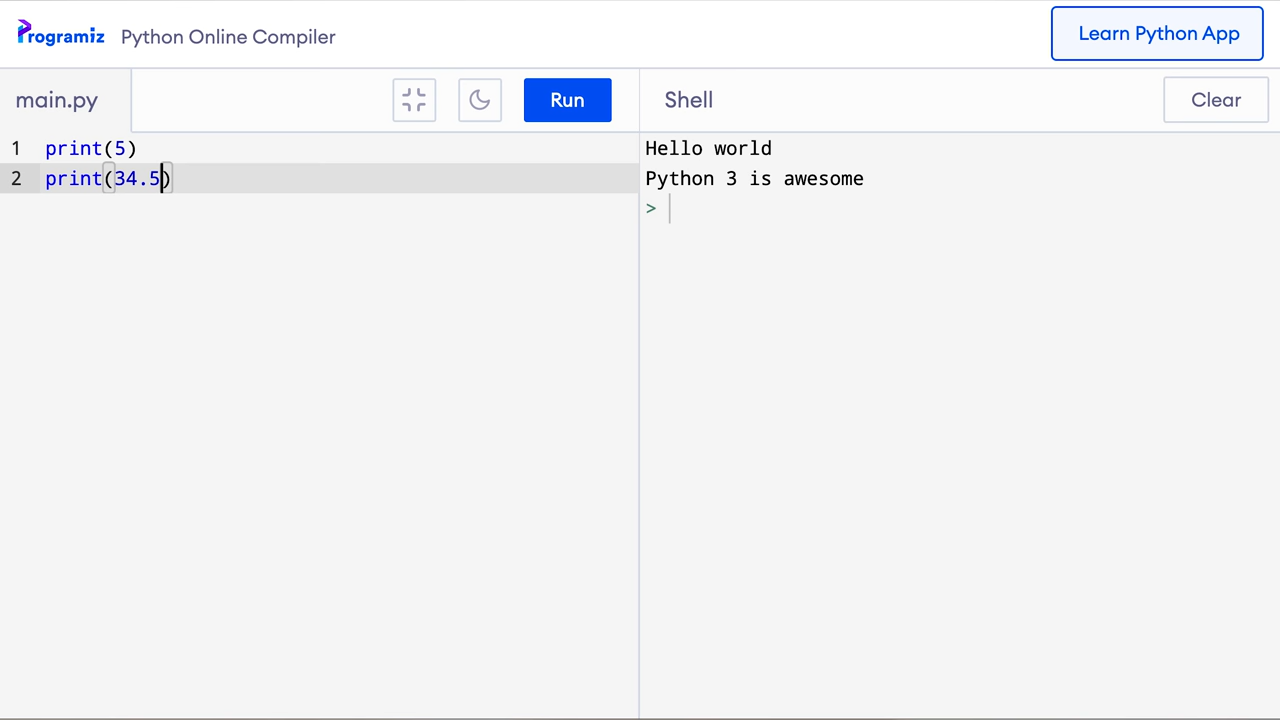 Programiz Python Online Compiler
Learn Python App
main.py
Run
Shell
Clear
1 print(5)
2 print(34.5)
Hello world
Python 3 is awesome
>